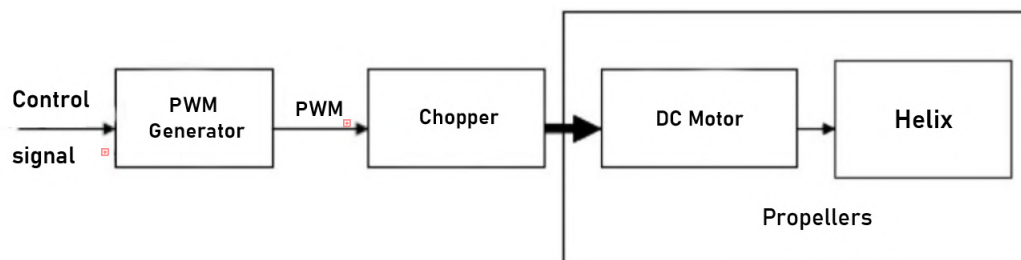 Control
signal
PWM
Generator
PWM
Chopper
DC Motor
Helix
Propellers